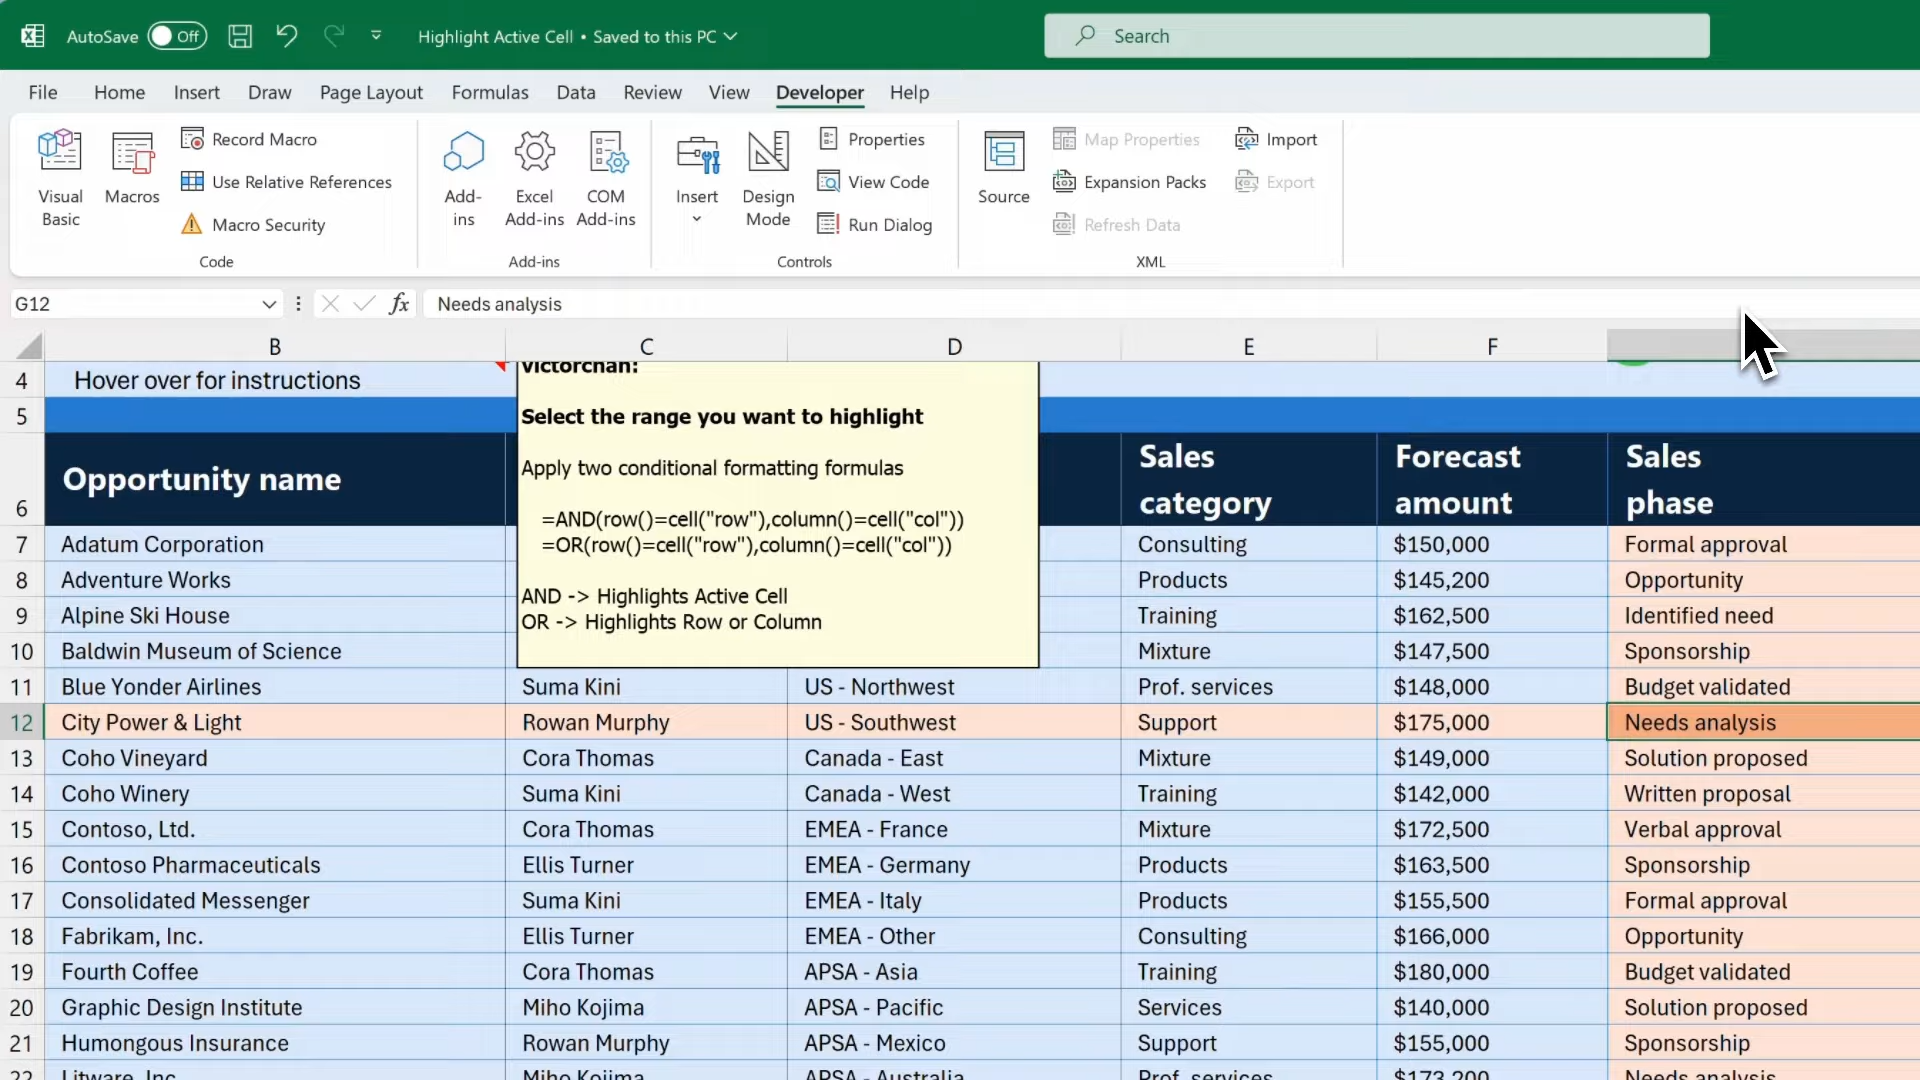 AutoSave Off Highlight Active Cell • Saved to this PC Search
File Home Insert Draw Page Layout Formulas Data Review View Developer Help
Visual Basic
Macros
Record Macro
Use Relative References
Macro Security
Code
Add-ins
Excel Add-ins
COM Add-ins
Add-ins
Insert
Design Mode
Properties
View Code
Run Dialog
Controls
Source
Map Properties
Expansion Packs
Refresh Data
Import
Export
XML
G12 fx Needs analysis
B C D E F
4 Hover over for instructions
5
victorchan:
Select the range you want to highlight
Apply two conditional formatting formulas
=AND(row()=cell("row"),column()=cell("col"))
=OR(row()=cell("row"),column()=cell("col"))
AND -> Highlights Active Cell
OR -> Highlights Row or Column
6 Opportunity name Sales category Forecast amount Sales phase
7 Adatum Corporation Consulting $150,000 Formal approval
8 Adventure Works Products $145,200 Opportunity
9 Alpine Ski House Training $162,500 Identified need
10 Baldwin Museum of Science Mixture $147,500 Sponsorship
11 Blue Yonder Airlines Suma Kini US - Northwest Prof. services $148,000 Budget validated
12 City Power & Light Rowan Murphy US - Southwest Support $175,000 Needs analysis
13 Coho Vineyard Cora Thomas Canada - East Mixture $149,000 Solution proposed
14 Coho Winery Suma Kini Canada - West Training $142,000 Written proposal
15 Contoso, Ltd. Cora Thomas EMEA - France Mixture $172,500 Verbal approval
16 Contoso Pharmaceuticals Ellis Turner EMEA - Germany Products $163,500 Sponsorship
17 Consolidated Messenger Suma Kini EMEA - Italy Products $155,500 Formal approval
18 Fabrikam, Inc. Ellis Turner EMEA - Other Consulting $166,000 Opportunity
19 Fourth Coffee Cora Thomas APSA - Asia Training $180,000 Budget validated
20 Graphic Design Institute Miho Kojima APSA - Pacific Services $140,000 Solution proposed
21 Humongous Insurance Rowan Murphy APSA - Mexico Support $155,000 Sponsorship
22 Litware, Inc. Miho Kojima APSA - Australia Prof. services $173,200 Needs analysis